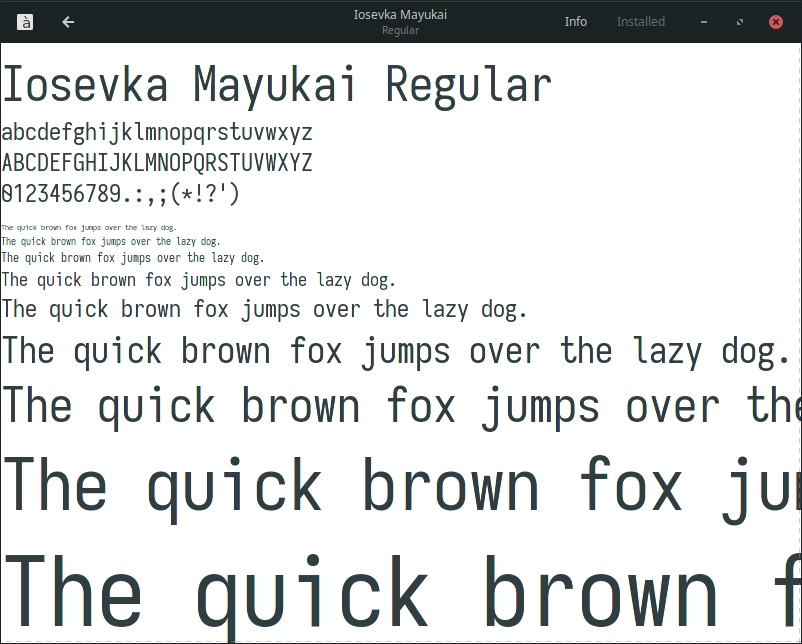 à
Iosevka Mayukai
Regular
Info
Installed
Iosevka Mayukai Regular
abcdefghijklmnopqrstuvwxyz
ABCDEFGHIJKLMNOPQRSTUVWXYZ
0123456789.:,;(*!?')
The quick brown fox jumps over the lazy dog.
The quick brown fox jumps over the lazy dog.
The quick brown fox jumps over the lazy dog.
The quick brown fox jumps over the lazy dog.
The quick brown fox jumps over the lazy dog.
The quick brown fox jumps over the lazy dog.
The quick brown fox jumps over the
The quick brown fox ju
The quick brown f